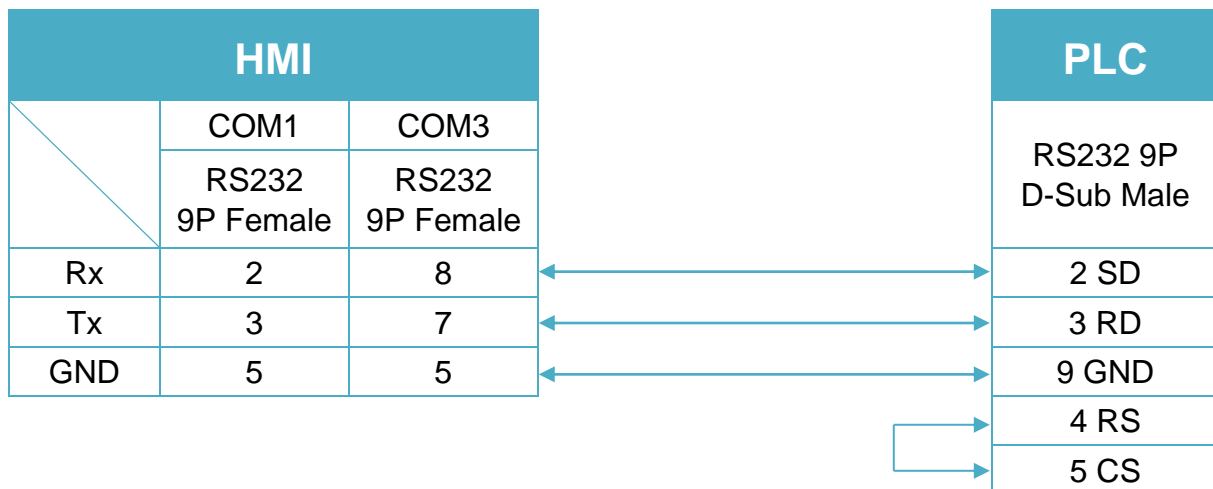 HMI
PLC
COM1
COM3
RS232 9P
D-Sub Male
RS232
9P Female
RS232
9P Female
Rx
2
8
2 SD
Tx
3
7
3 RD
GND
5
5
9 GND
4 RS
5 CS